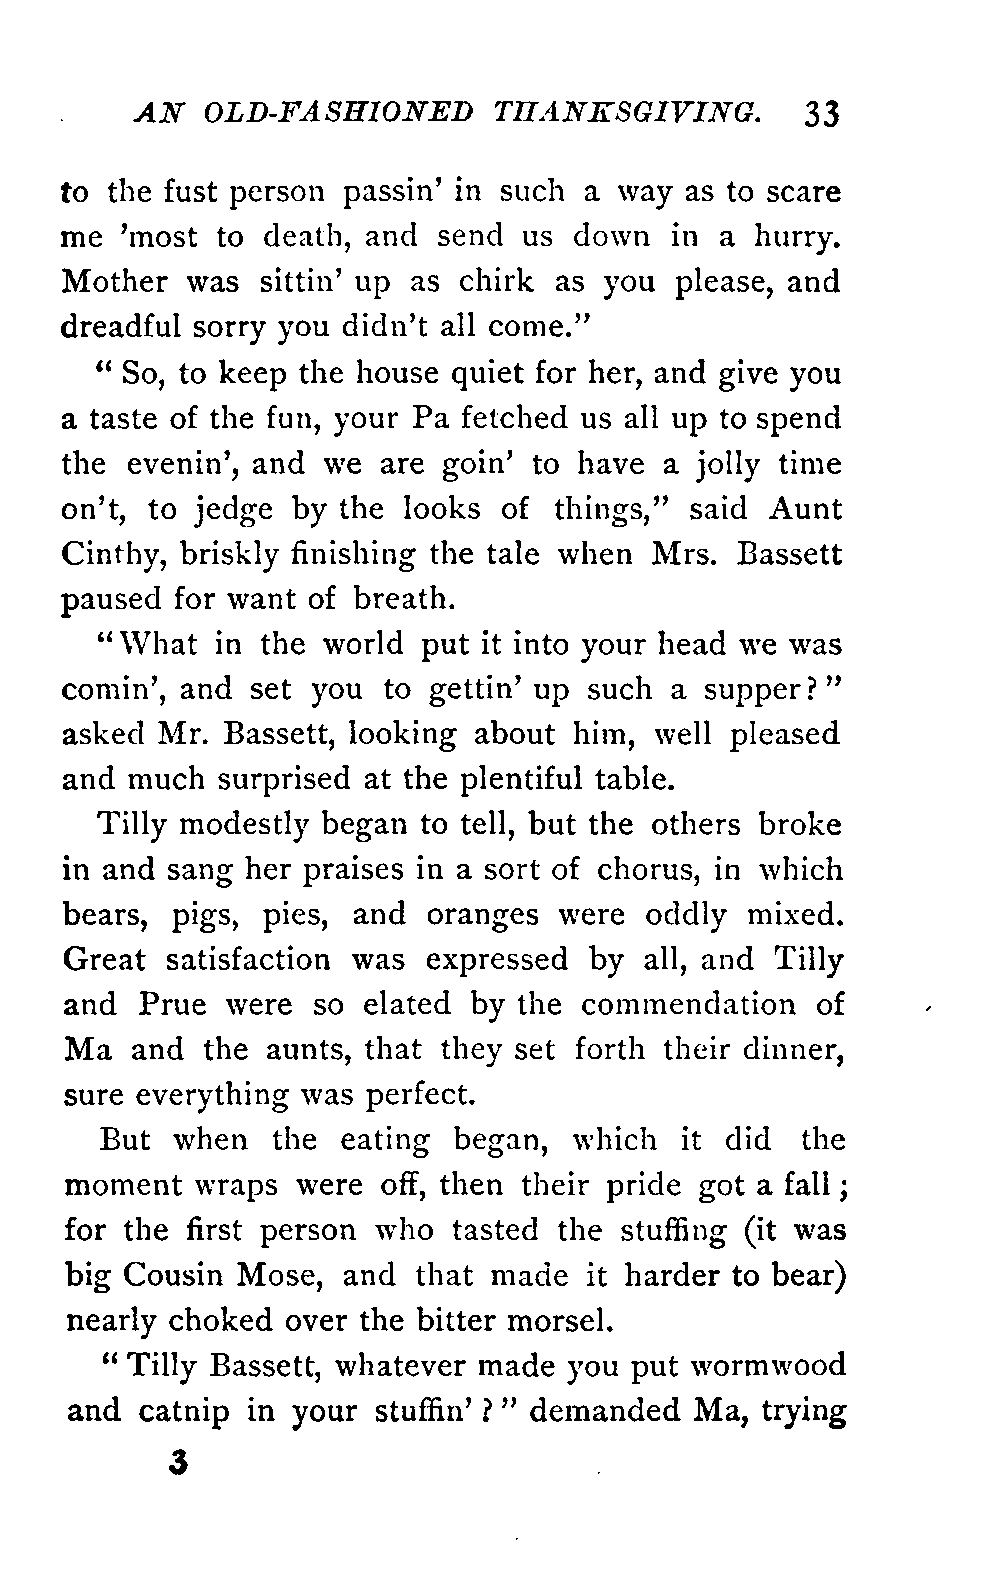 AN OLD-FASHIONED THANKSGIVING. 33
to the fust person passin' in such a way as to scare
me 'most to death, and send us down in a hurry.
Mother was sittin' up as chirk as you please, and
dreadful sorry you didn't all come."
"So, to keep the house quiet for her, and give you
a taste of the fun, your Pa fetched us all up to spend
the evenin', and we are goin' to have a jolly time
on't, to jedge by the looks of things," said Aunt
Cinthy, briskly finishing the tale when Mrs. Bassett
paused for want of breath.
"What in the world put it into your head we was
comin', and set you to gettin' up such a supper?"
asked Mr. Bassett, looking about him, well pleased
and much surprised at the plentiful table.
Tilly modestly began to tell, but the others broke
in and sang her praises in a sort of chorus, in which
bears, pigs, pies, and oranges were oddly mixed.
Great satisfaction was expressed by all, and Tilly
and Prue were so elated by the commendation of
Ma and the aunts, that they set forth their dinner,
sure everything was perfect.
But when the eating began, which it did the
moment wraps were off, then their pride got a fall;
for the first person who tasted the stuffing (it was
big Cousin Mose, and that made it harder to bear)
nearly choked over the bitter morsel.
"Tilly Bassett, whatever made you put wormwood
and catnip in your stuffin'?" demanded Ma, trying
3